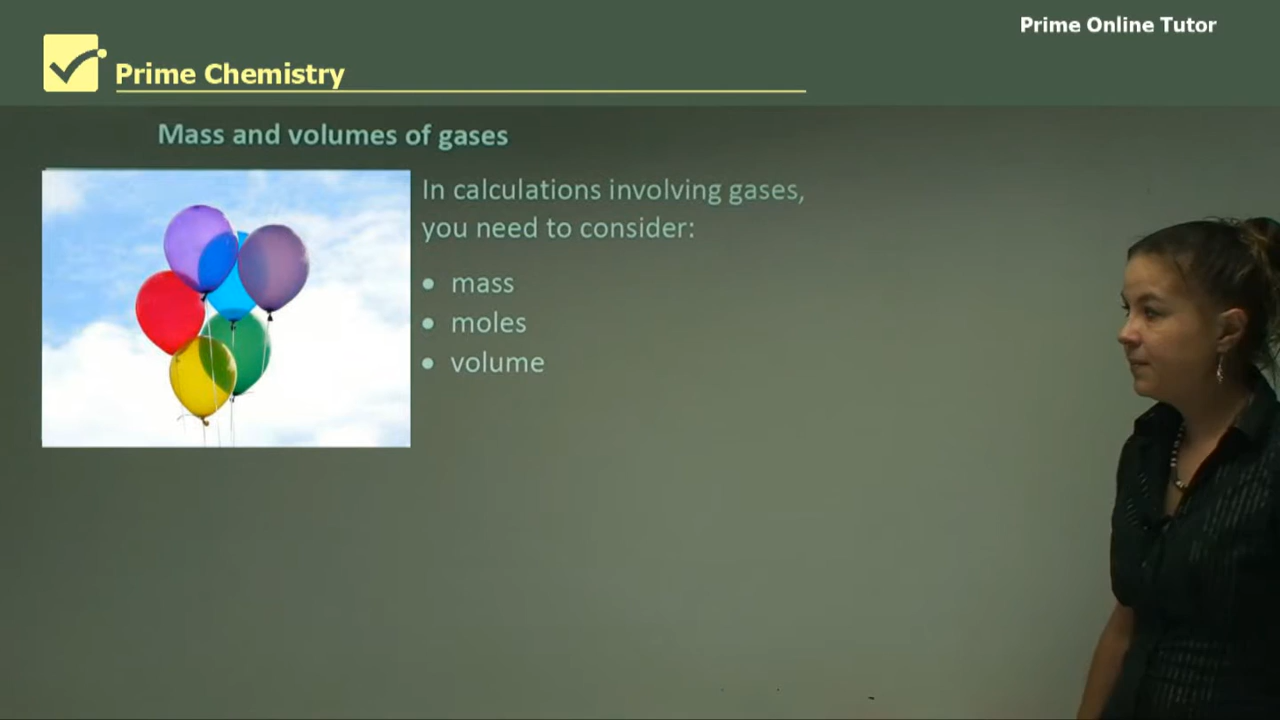 Prime Online Tutor
Prime Chemistry
Mass and volumes of gases
In calculations involving gases,
you need to consider:
• mass
• moles
• volume